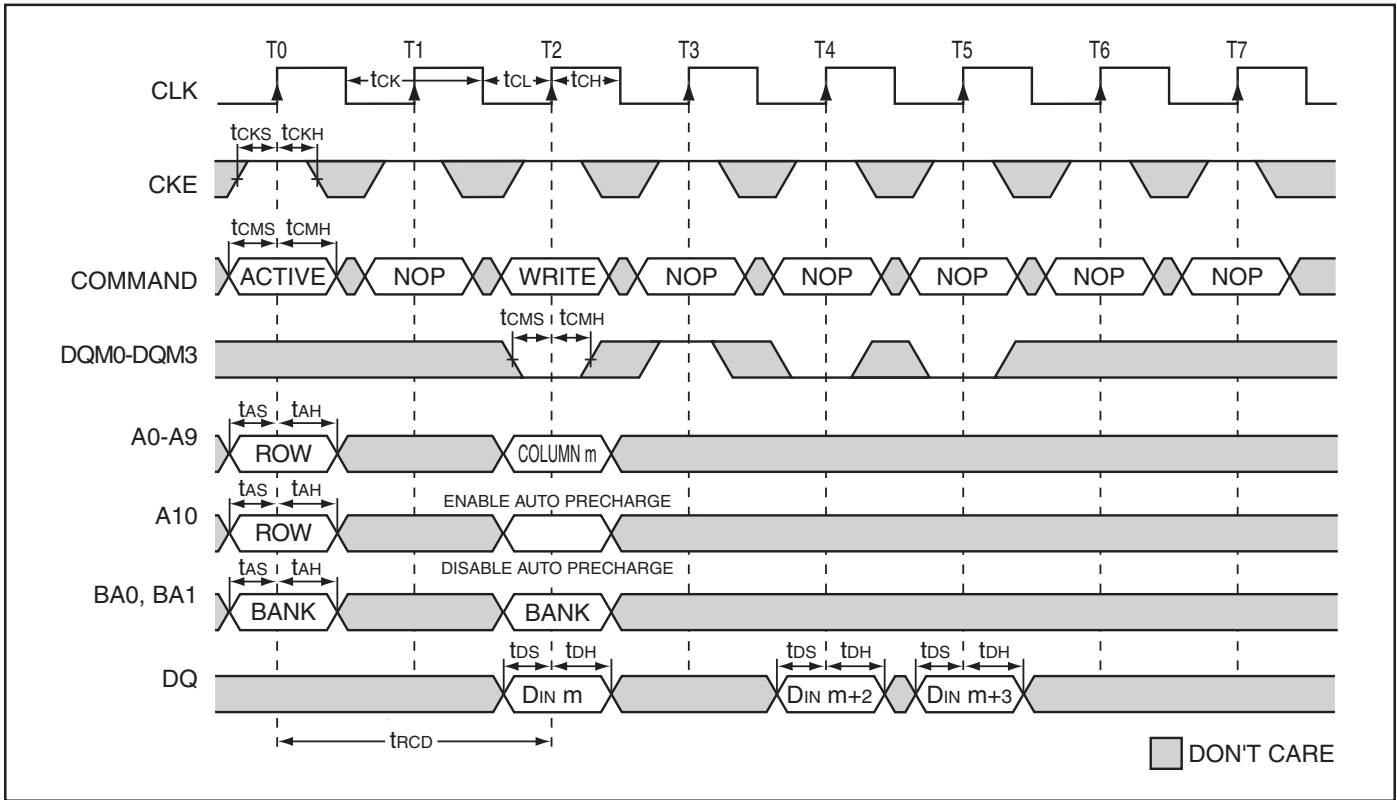 T0 T1 T2 T3 T4 T5 T6 T7
CLK tCK tCL tCH
tCKS tCKH
CKE
tCMS tCMH
COMMAND ACTIVE NOP WRITE NOP NOP NOP NOP NOP
tCMS tCMH
DQM0-DQM3
tAS tAH
A0-A9 ROW COLUMN m
tAS tAH ENABLE AUTO PRECHARGE
A10 ROW
tAS tAH DISABLE AUTO PRECHARGE
BA0, BA1 BANK BANK
tDS tDH tDS tDH tDS tDH
DQ DIN m DIN m+2 DIN m+3
tRCD
DON'T CARE